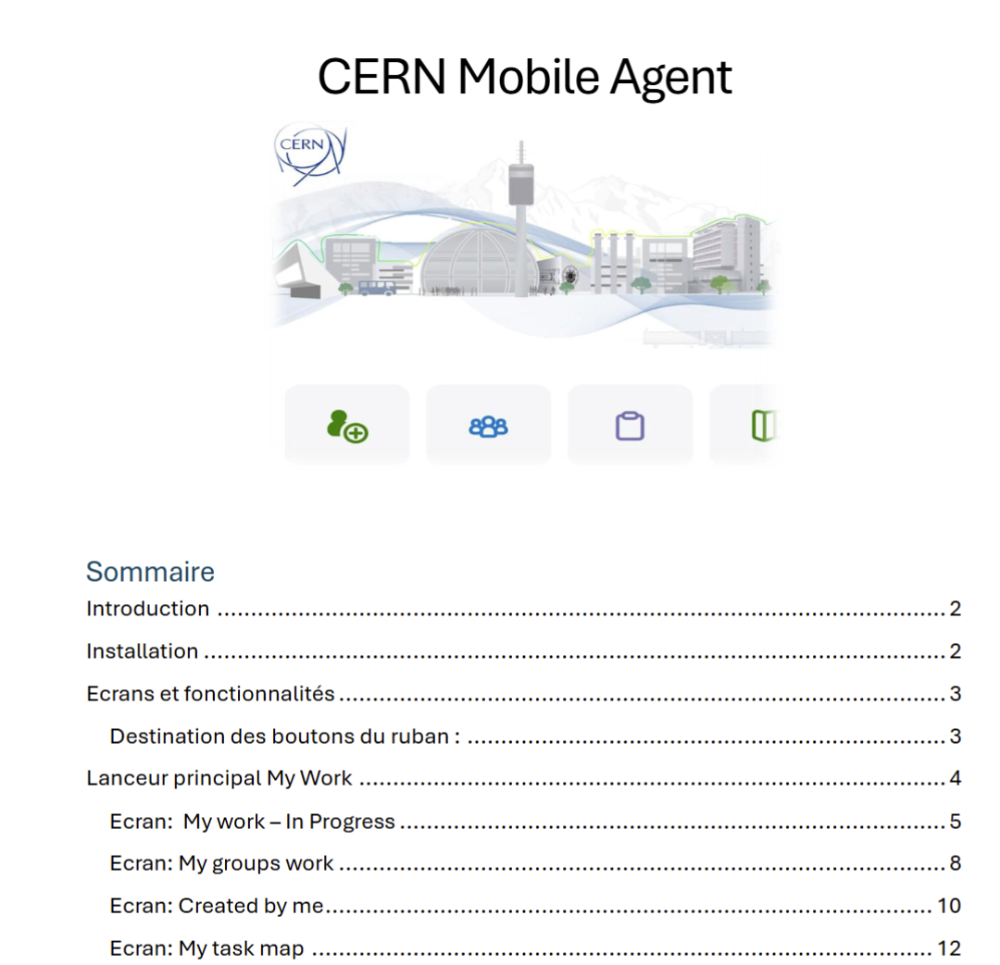 CERN Mobile Agent
CERN
Sommaire
Introduction ........................................................................................................ 2
Installation .......................................................................................................... 2
Ecrans et fonctionnalités ....................................................................................... 3
Destination des boutons du ruban : ..................................................................... 3
Lanceur principal My Work .................................................................................... 4
Ecran:  My work – In Progress .............................................................................. 5
Ecran: My groups work ....................................................................................... 8
Ecran: Created by me....................................................................................... 10
Ecran: My task map ......................................................................................... 12